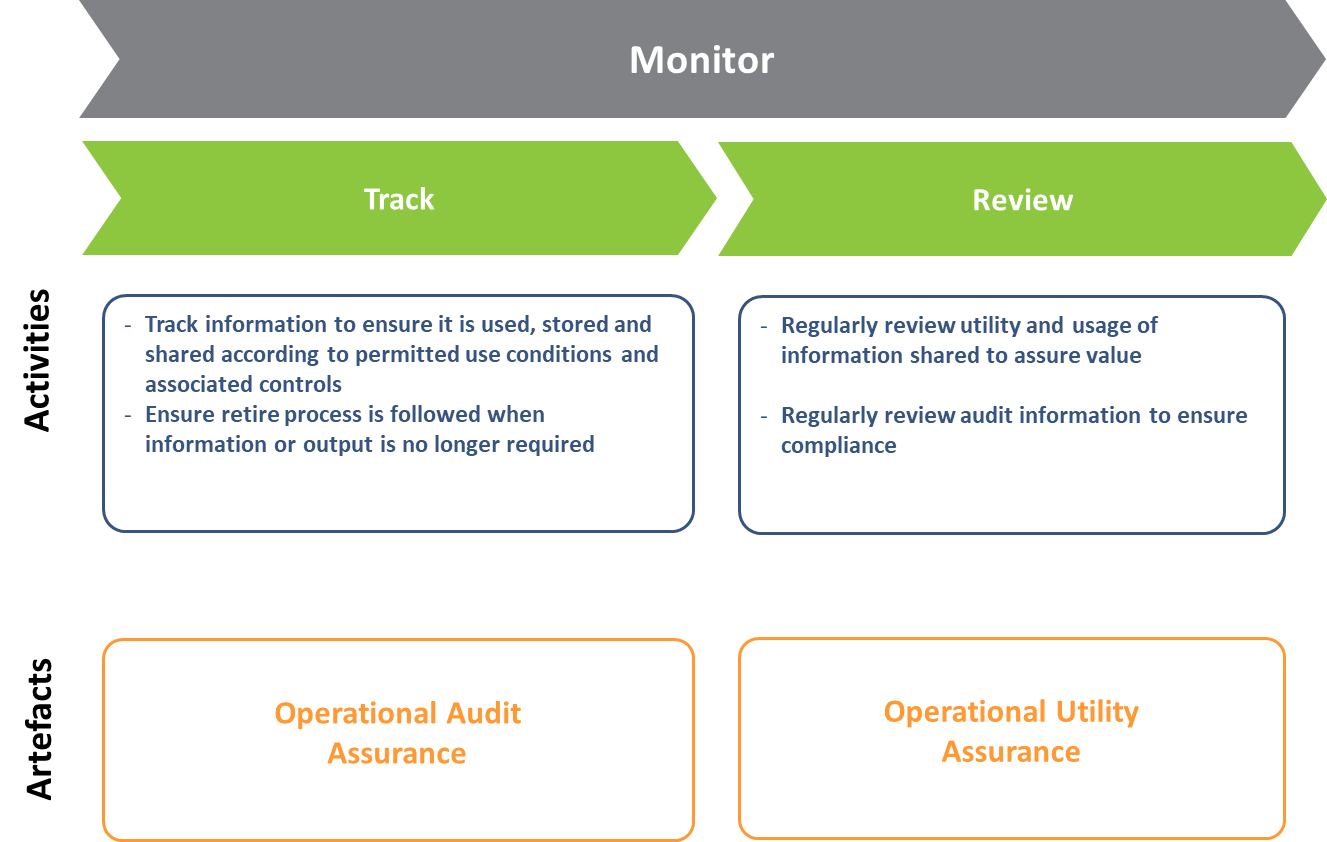 Monitor
Track
Review
Activities
- Track information to ensure it is used, stored and
shared according to permitted use conditions and
associated controls
- Ensure retire process is followed when
information or output is no longer required
- Regularly review utility and usage of
information shared to assure value
- Regularly review audit information to ensure
compliance
Artefacts
Operational Audit
Assurance
Operational Utility
Assurance